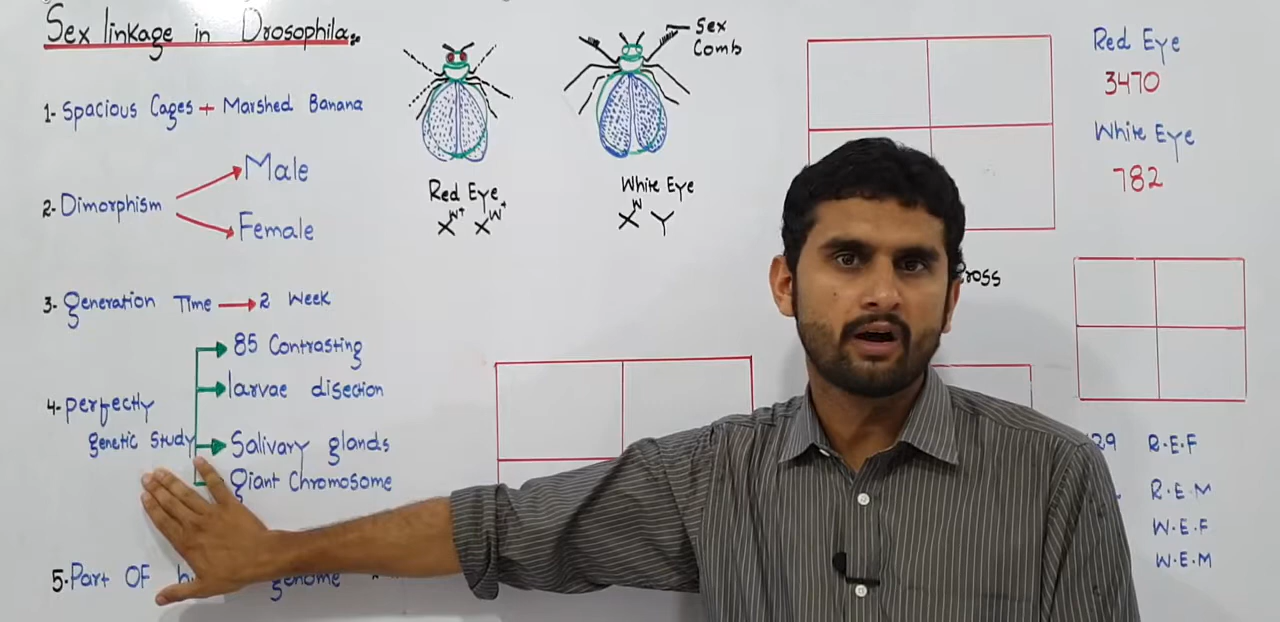 Sex linkage in Drosophila.
1- Spacious Cages + Marshed Banana
2- Dimorphism
Male
Female
3- generation Time → 2 Week
4- perfectly
genetic study
85 Contrasting
larvae disection
Salivary glands
giant Chromosome
5. Part OF
genome
Sex
Comb
Red Eye
X^W+ X^W+
White Eye
X^W Y
Red Eye
3470
White Eye
782
R.E.F
R.E.M
W.E.F
W.E.M